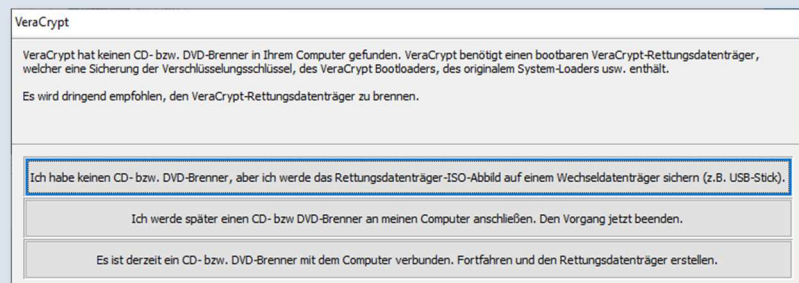 VeraCrypt
VeraCrypt hat keinen CD- bzw. DVD-Brenner in Ihrem Computer gefunden. VeraCrypt benötigt einen bootbaren VeraCrypt-Rettungsdatenträger,
welcher eine Sicherung der Verschlüsselungsschlüssel, des VeraCrypt Bootloaders, des originalem System-Loaders usw. enthält.
Es wird dringend empfohlen, den VeraCrypt-Rettungsdatenträger zu brennen.
Ich habe keinen CD- bzw. DVD-Brenner, aber ich werde das Rettungsdatenträger-ISO-Abbild auf einem Wechseldatenträger sichern (z.B. USB-Stick).
Ich werde später einen CD- bzw DVD-Brenner an meinen Computer anschließen. Den Vorgang jetzt beenden.
Es ist derzeit ein CD- bzw. DVD-Brenner mit dem Computer verbunden. Fortfahren und den Rettungsdatenträger erstellen.